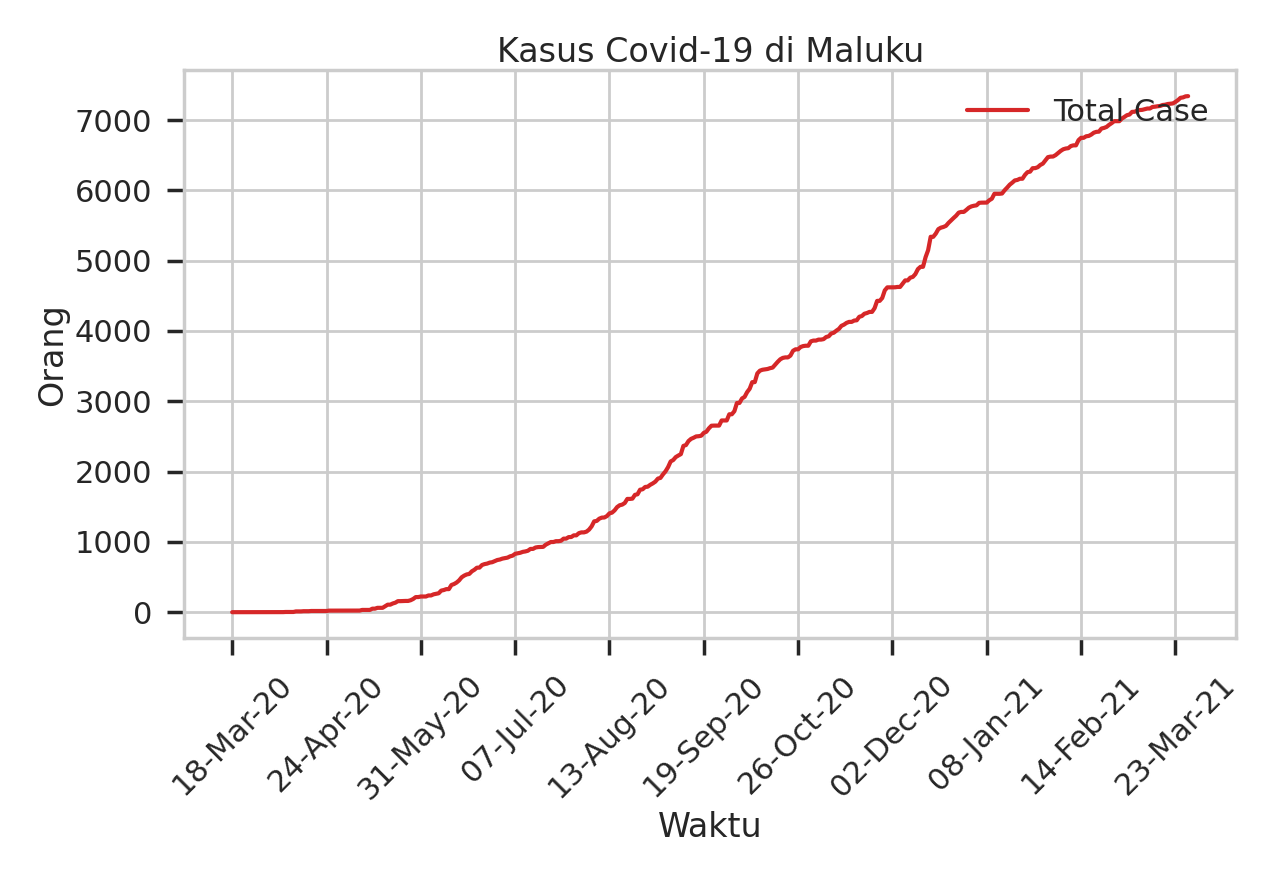 Kasus Covid-19 di Maluku
Total Case
Orang
7000
6000
5000
4000
3000
2000
1000
0
18-Mar-20
24-Apr-20
31-May-20
07-Jul-20
13-Aug-20
19-Sep-20
26-Oct-20
02-Dec-20
08-Jan-21
14-Feb-21
23-Mar-21
Waktu